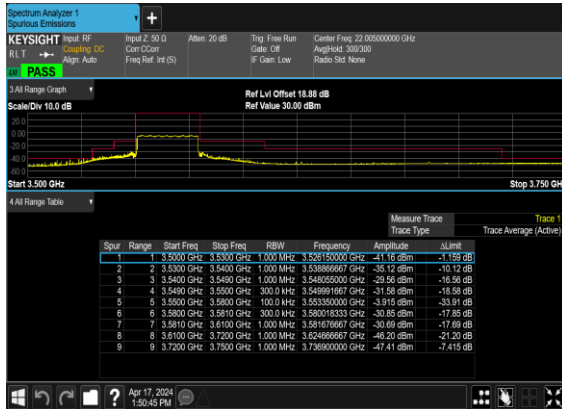 Spectrum Analyzer 1
Spurious Emissions
KEYSIGHT Input: RF Input Z: 50 Ω Atten: 20 dB Trig: Free Run Center Freq: 22.005000000 GHz
RLT Coupling: DC Corr CCorr Gate: Off Avg|Hold: 300/300
Align: Auto Freq Ref: Int (S) IF Gain: Low Radio Std: None
PASS
3 All Range Graph
Ref Lvl Offset 18.88 dB
Scale/Div 10.0 dB Ref Value 30.00 dBm
20.0
0.00
-20.0
-40.0
-60.0
Start 3.500 GHz Stop 3.750 GH
4 All Range Table
Measure Trace Trace 1
Trace Type Trace Average (Active)
Spur Range Start Freq Stop Freq RBW Frequency Amplitude ΔLimit
1 1 3.5000 GHz 3.5300 GHz 1.000 MHz 3.526150000 GHz -41.16 dBm -1.159 dB
2 2 3.5300 GHz 3.5400 GHz 1.000 MHz 3.538866667 GHz -35.12 dBm -10.12 dB
3 3 3.5400 GHz 3.5490 GHz 1.000 MHz 3.548055000 GHz -29.56 dBm -16.56 dB
4 4 3.5490 GHz 3.5500 GHz 300.0 kHz 3.549991667 GHz -31.58 dBm -18.58 dB
5 5 3.5500 GHz 3.5800 GHz 100.0 kHz 3.553350000 GHz -3.915 dBm -33.91 dB
6 6 3.5800 GHz 3.5810 GHz 300.0 kHz 3.580018333 GHz -30.85 dBm -17.85 dB
7 7 3.5810 GHz 3.6100 GHz 1.000 MHz 3.581676667 GHz -30.69 dBm -17.69 dB
8 8 3.6100 GHz 3.7200 GHz 1.000 MHz 3.624666667 GHz -46.20 dBm -21.20 dB
9 9 3.7200 GHz 3.7500 GHz 1.000 MHz 3.736900000 GHz -47.41 dBm -7.415 dB
Apr 17, 2024
1:50:45 PM